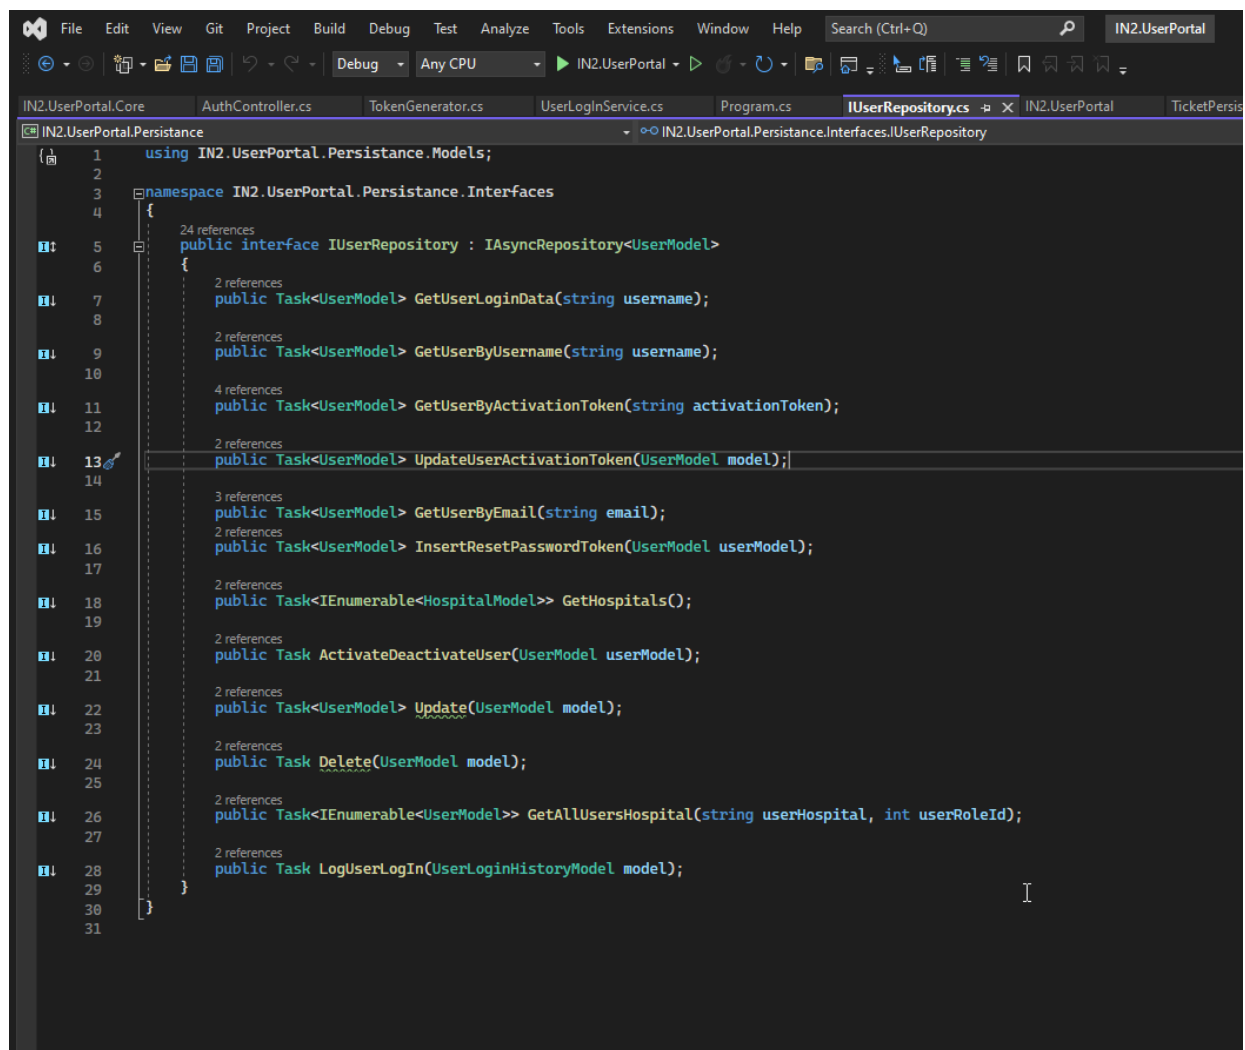 File Edit View Git Project Build Debug Test Analyze Tools Extensions Window Help Search (Ctrl+Q) IN2.UserPortal
Debug Any CPU IN2.UserPortal
IN2.UserPortal.Core AuthController.cs TokenGenerator.cs UserLogInService.cs Program.cs IUserRepository.cs IN2.UserPortal TicketPersis
C# IN2.UserPortal.Persistance IN2.UserPortal.Persistance.Interfaces.IUserRepository
1 using IN2.UserPortal.Persistance.Models;
2
3 namespace IN2.UserPortal.Persistance.Interfaces
4 {
24 references
5 public interface IUserRepository : IAsyncRepository<UserModel>
6 {
2 references
7 public Task<UserModel> GetUserLoginData(string username);
8
2 references
9 public Task<UserModel> GetUserByUsername(string username);
10
4 references
11 public Task<UserModel> GetUserByActivationToken(string activationToken);
12
2 references
13 public Task<UserModel> UpdateUserActivationToken(UserModel model);
14
3 references
15 public Task<UserModel> GetUserByEmail(string email);
2 references
16 public Task<UserModel> InsertResetPasswordToken(UserModel userModel);
17
2 references
18 public Task<IEnumerable<HospitalModel>> GetHospitals();
19
2 references
20 public Task ActivateDeactivateUser(UserModel userModel);
21
2 references
22 public Task<UserModel> Update(UserModel model);
23
2 references
24 public Task Delete(UserModel model);
25
2 references
26 public Task<IEnumerable<UserModel>> GetAllUsersHospital(string userHospital, int userRoleId);
27
2 references
28 public Task LogUserLogIn(UserLoginHistoryModel model);
29 }
30 }
31